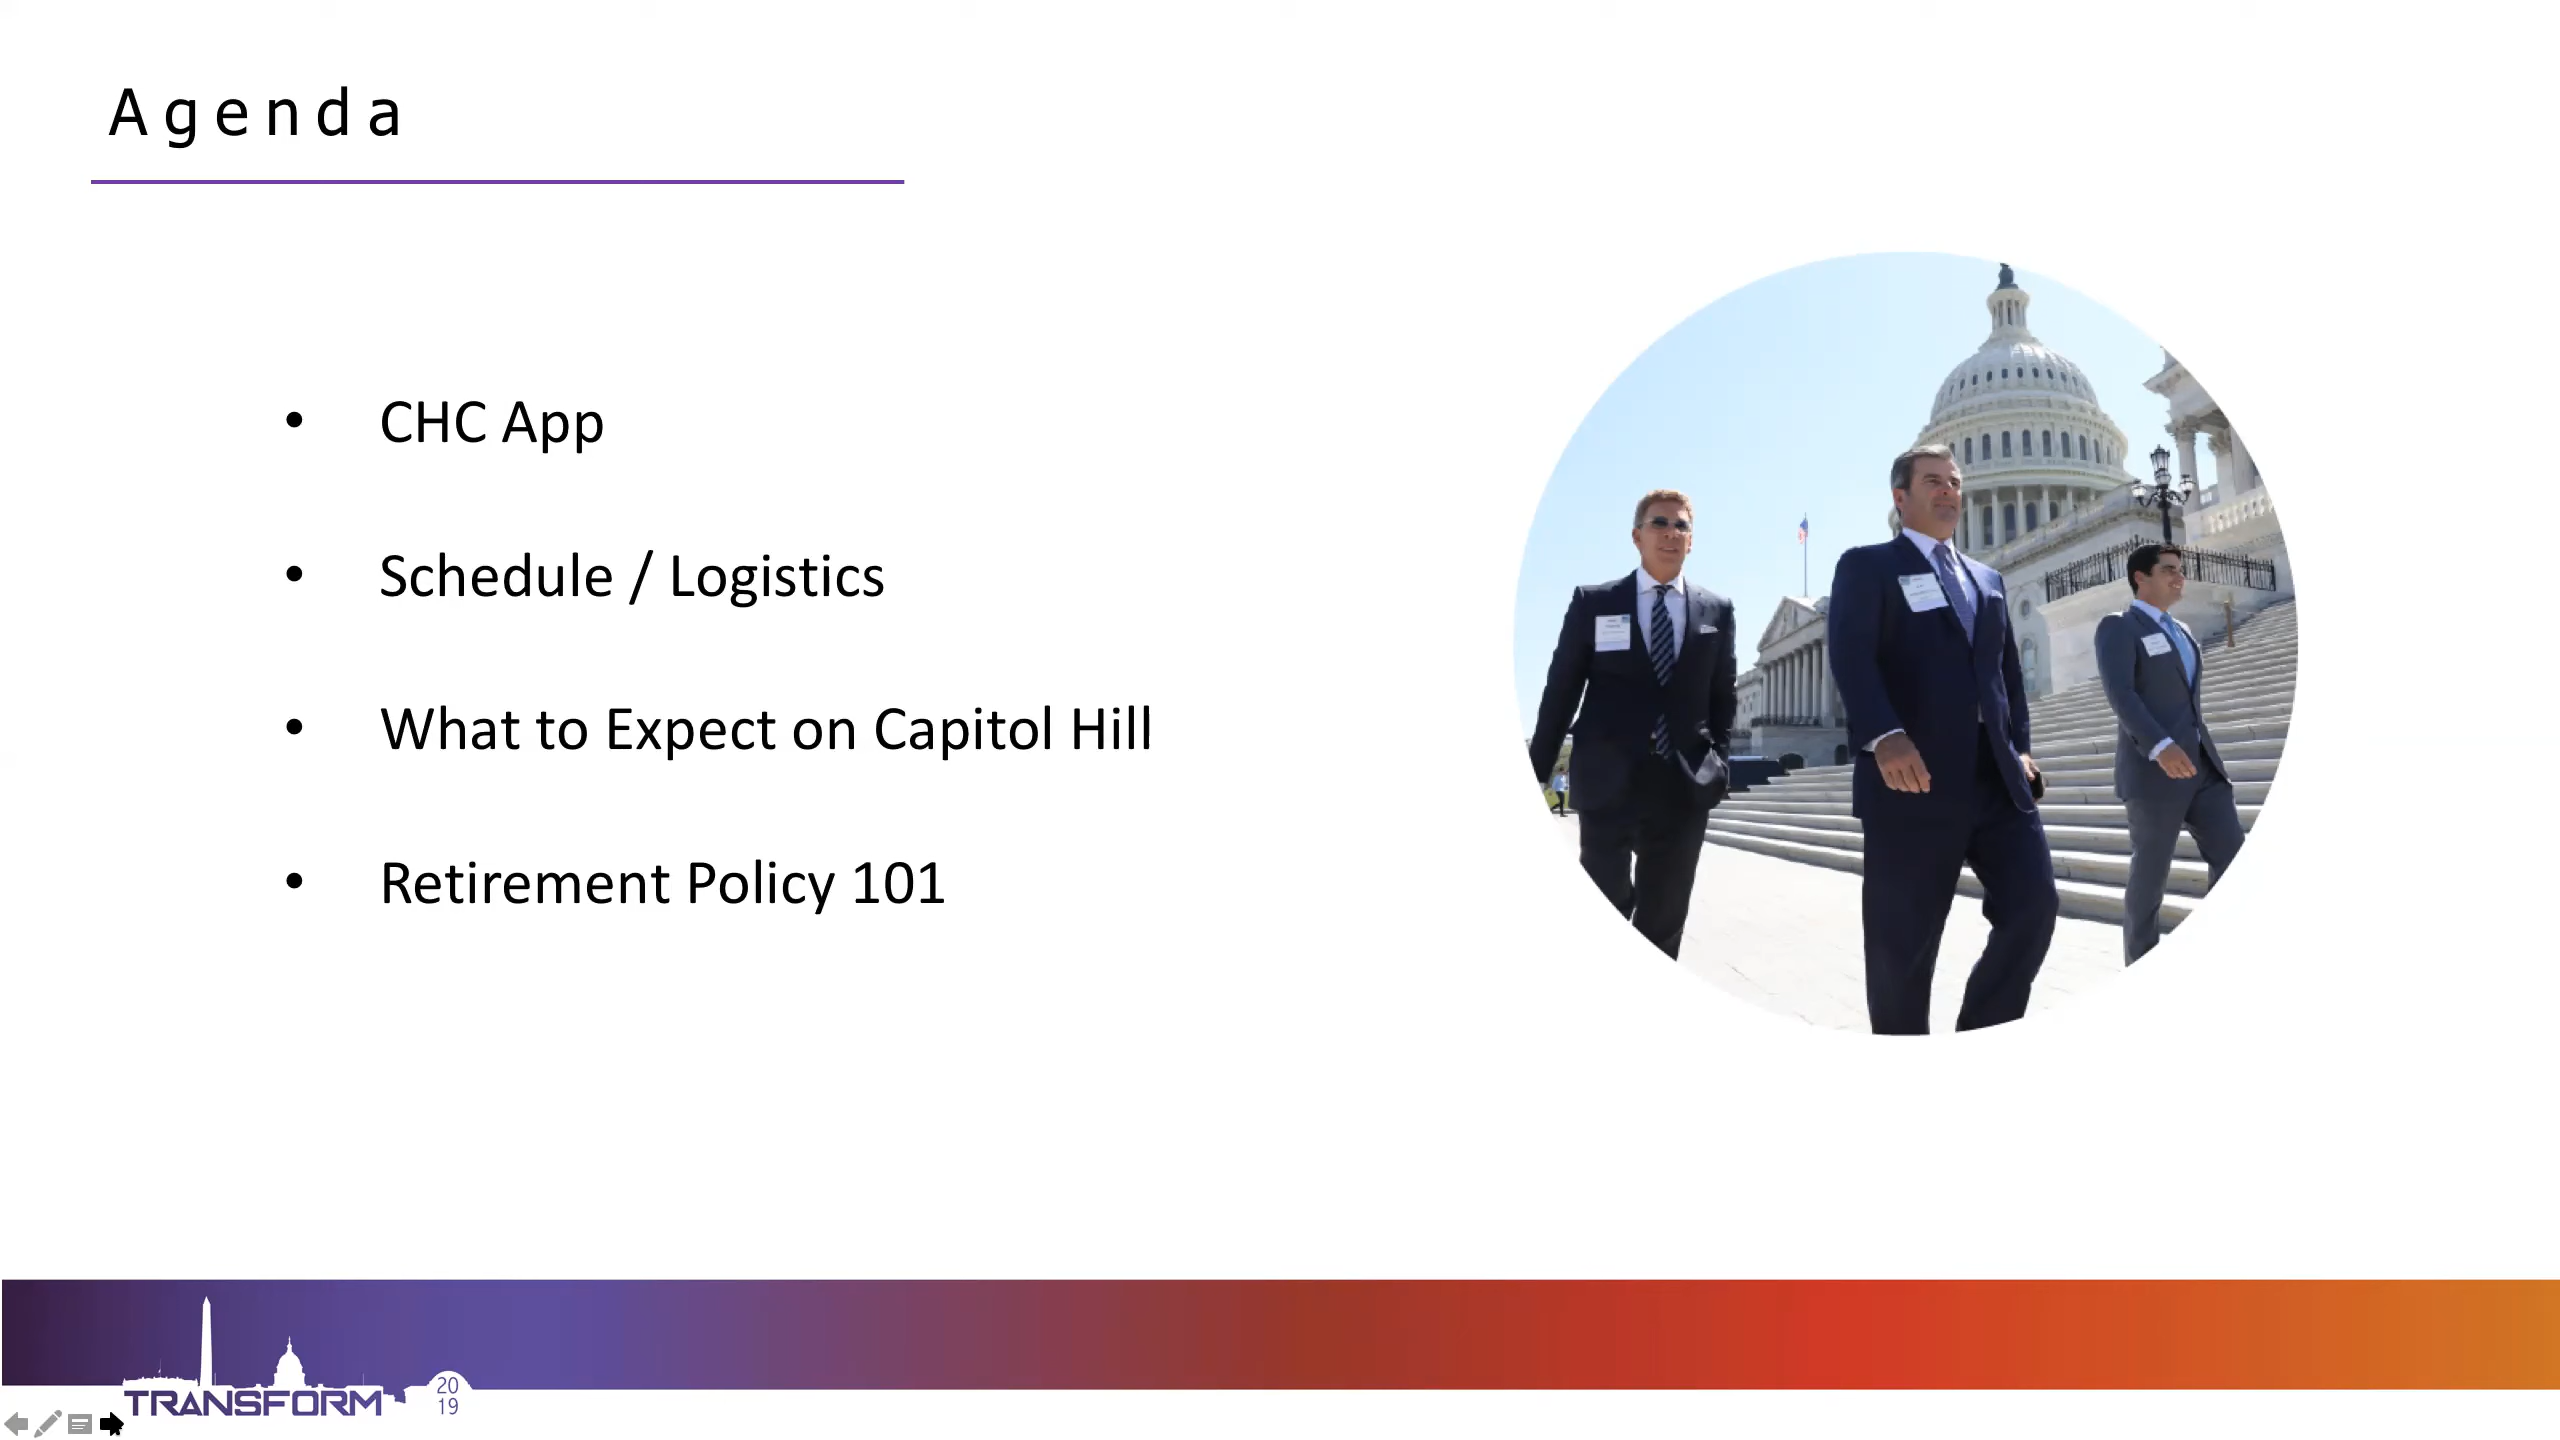 Agenda
• CHC App
• Schedule / Logistics
• What to Expect on Capitol Hill
• Retirement Policy 101
TRANSFORM
20
19